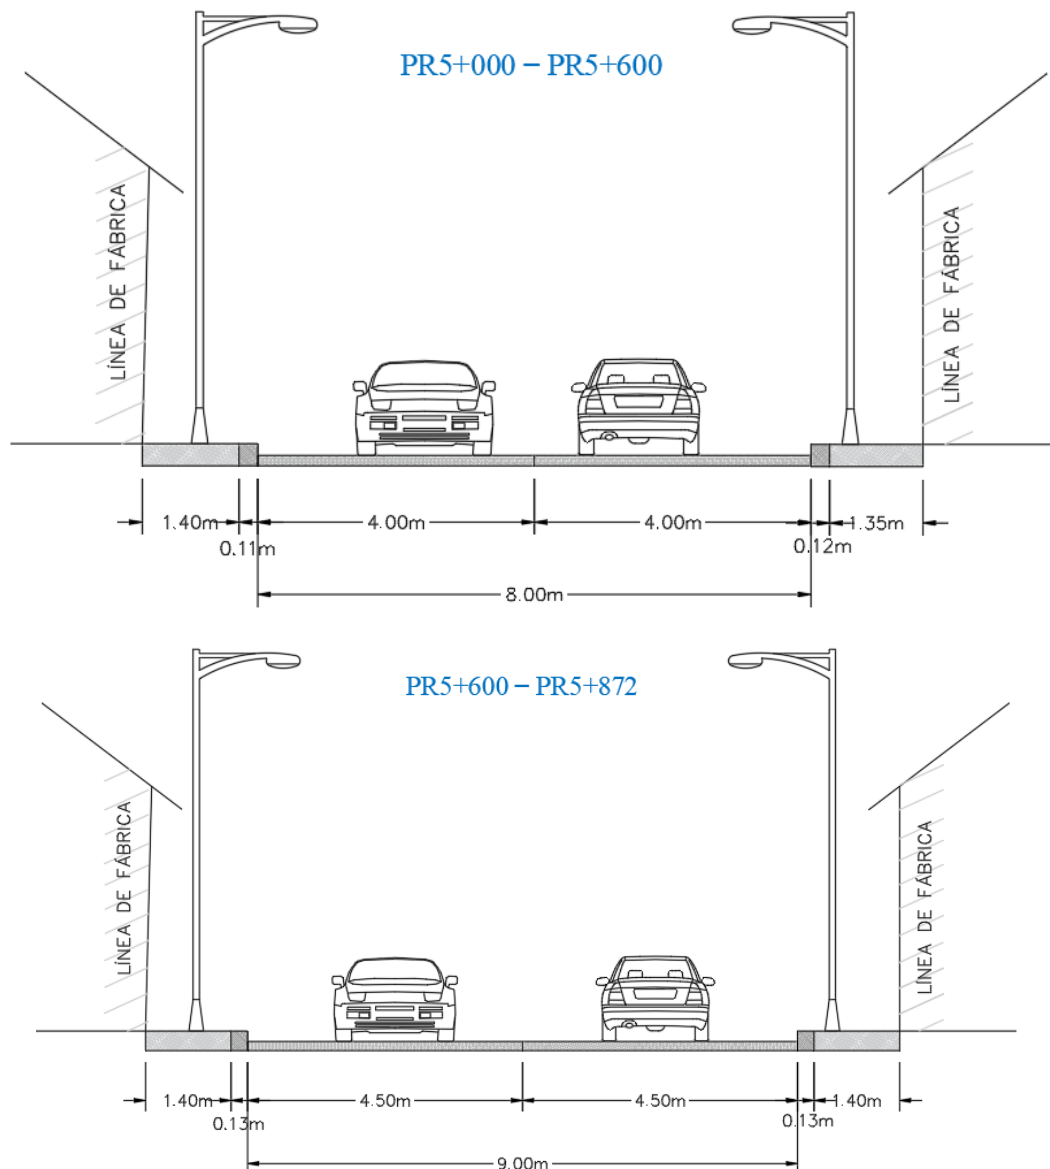 PR5+000 – PR5+600
LÍNEA DE FÁBRICA
LÍNEA DE FÁBRICA
1.40m
4.00m
4.00m
1.35m
0.11m
0.12m
8.00m
PR5+600 – PR5+872
LÍNEA DE FÁBRICA
LÍNEA DE FÁBRICA
1.40m
4.50m
4.50m
1.40m
0.13m
0.13m
9.00m